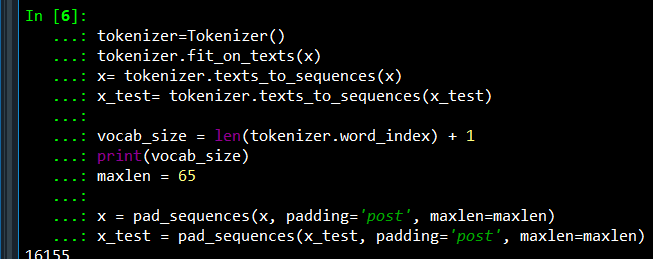 In [6]:
...: tokenizer=Tokenizer()
...: tokenizer.fit_on_texts(x)
...: x= tokenizer.texts_to_sequences(x)
...: x_test= tokenizer.texts_to_sequences(x_test)
...:
...: vocab_size = len(tokenizer.word_index) + 1
...: print(vocab_size)
...: maxlen = 65
...:
...: x = pad_sequences(x, padding='post', maxlen=maxlen)
...: x_test = pad_sequences(x_test, padding='post', maxlen=maxlen)
16155